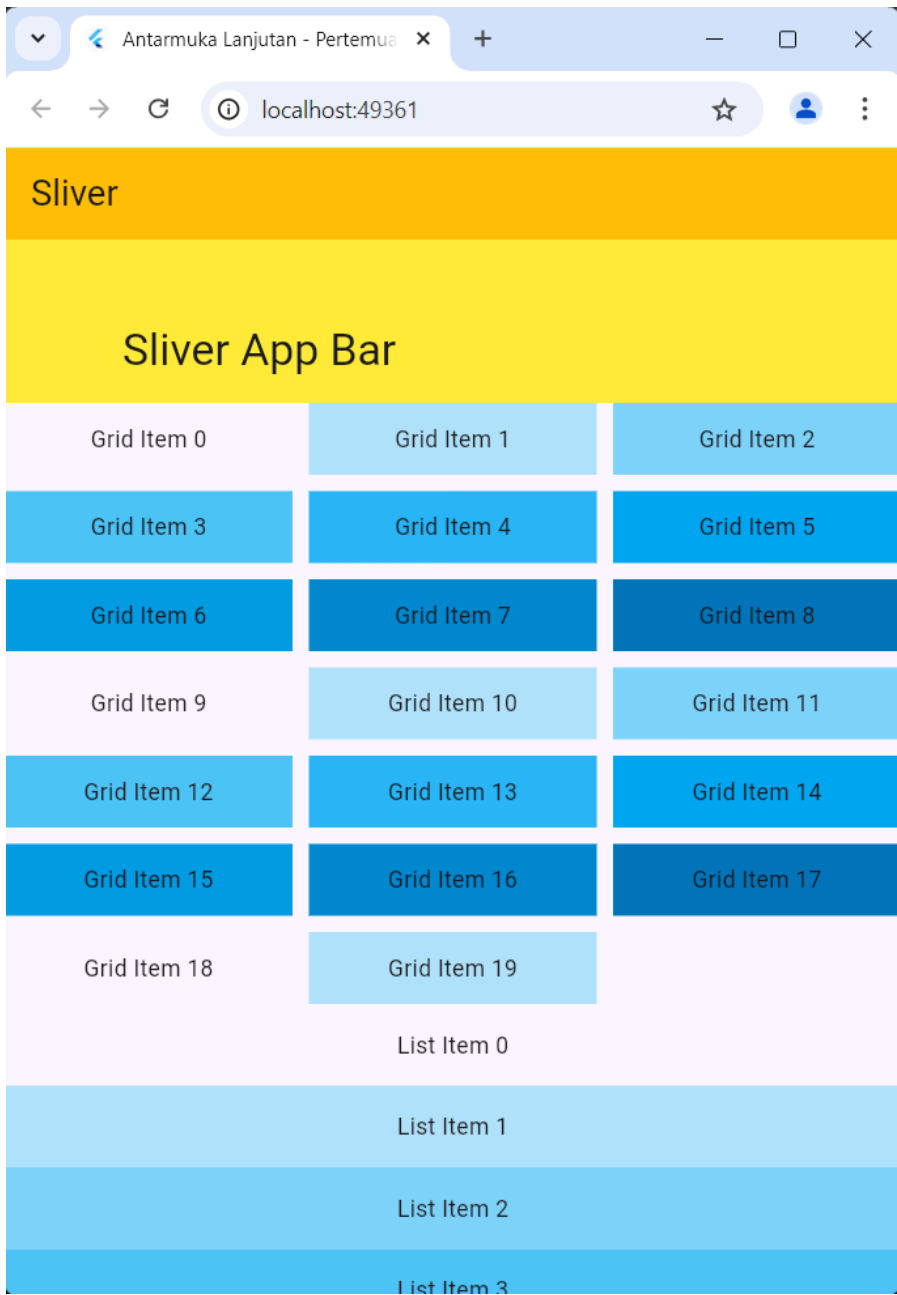 Antarmuka Lanjutan - Pertemua
localhost:49361
Sliver
Sliver App Bar
Grid Item 0 Grid Item 1 Grid Item 2
Grid Item 3 Grid Item 4 Grid Item 5
Grid Item 6 Grid Item 7 Grid Item 8
Grid Item 9 Grid Item 10 Grid Item 11
Grid Item 12 Grid Item 13 Grid Item 14
Grid Item 15 Grid Item 16 Grid Item 17
Grid Item 18 Grid Item 19
List Item 0
List Item 1
List Item 2
List Item 3